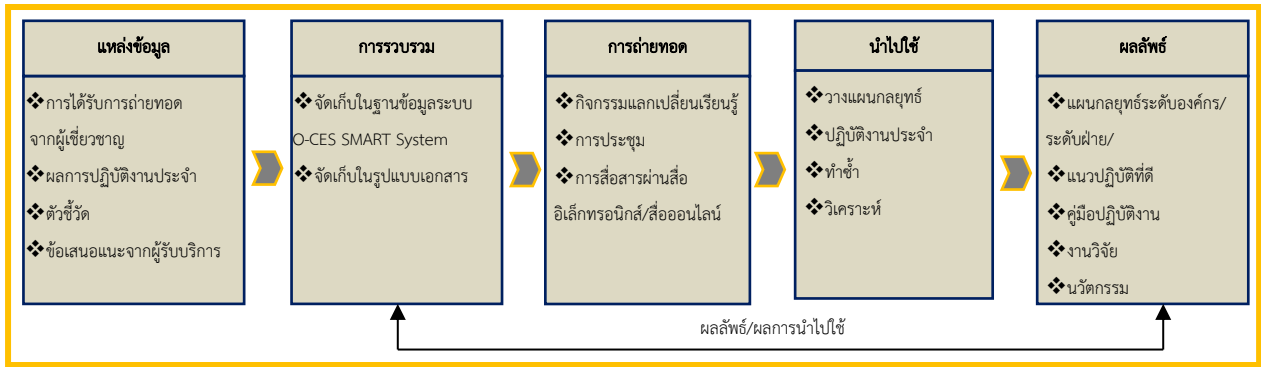 แหล่งข้อมูล
❖การได้รับการถ่ายทอด
จากผู้เชี่ยวชาญ
❖ผลการปฏิบัติงานประจำ
❖ตัวชี้วัด
❖ข้อเสนอแนะจากผู้รับบริการ
การรวบรวม
❖จัดเก็บในฐานข้อมูลระบบ
O-CES SMART System
❖จัดเก็บในรูปแบบเอกสาร
การถ่ายทอด
❖กิจกรรมแลกเปลี่ยนเรียนรู้
❖การประชุม
❖การสื่อสารผ่านสื่อ
อิเล็กทรอนิกส์/สื่อออนไลน์
นำไปใช้
❖วางแผนกลยุทธ์
❖ปฏิบัติงานประจำ
❖ทำซ้ำ
❖วิเคราะห์
ผลลัพธ์
❖แผนกลยุทธ์ระดับองค์กร/
ระดับฝ่าย/
❖แนวปฏิบัติที่ดี
❖คู่มือปฏิบัติงาน
❖งานวิจัย
❖นวัตกรรม
ผลลัพธ์/ผลการนำไปใช้